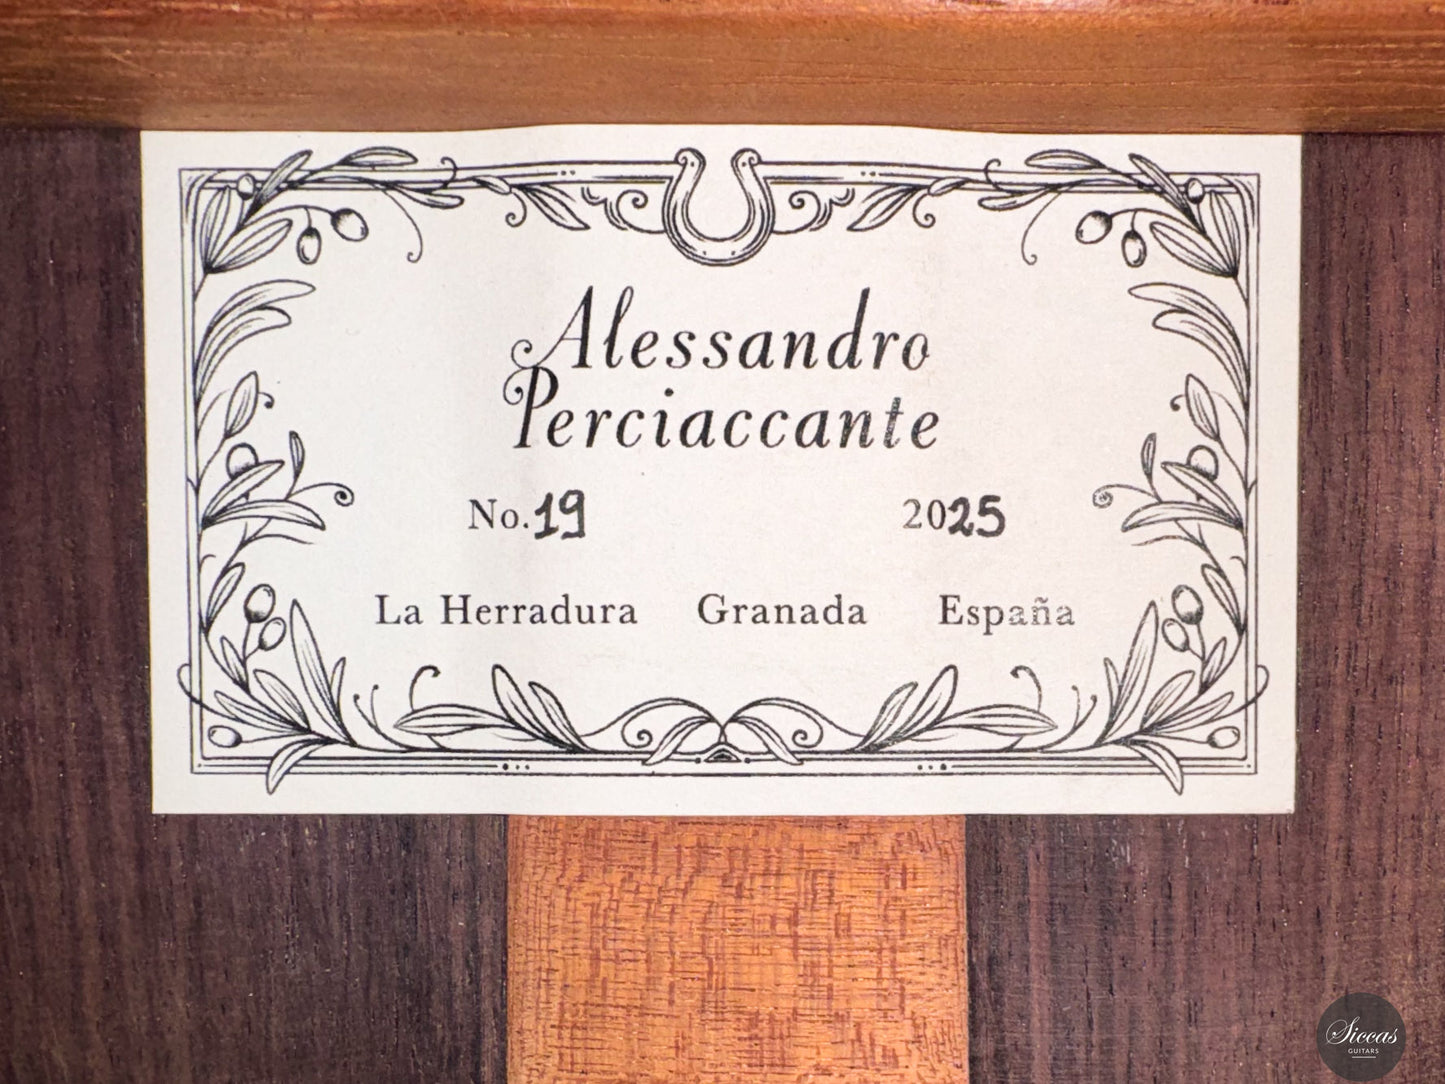 Alessandro
Perciaccante
No. 19 2025
La Herradura Granada España
Siccas
GUITARS